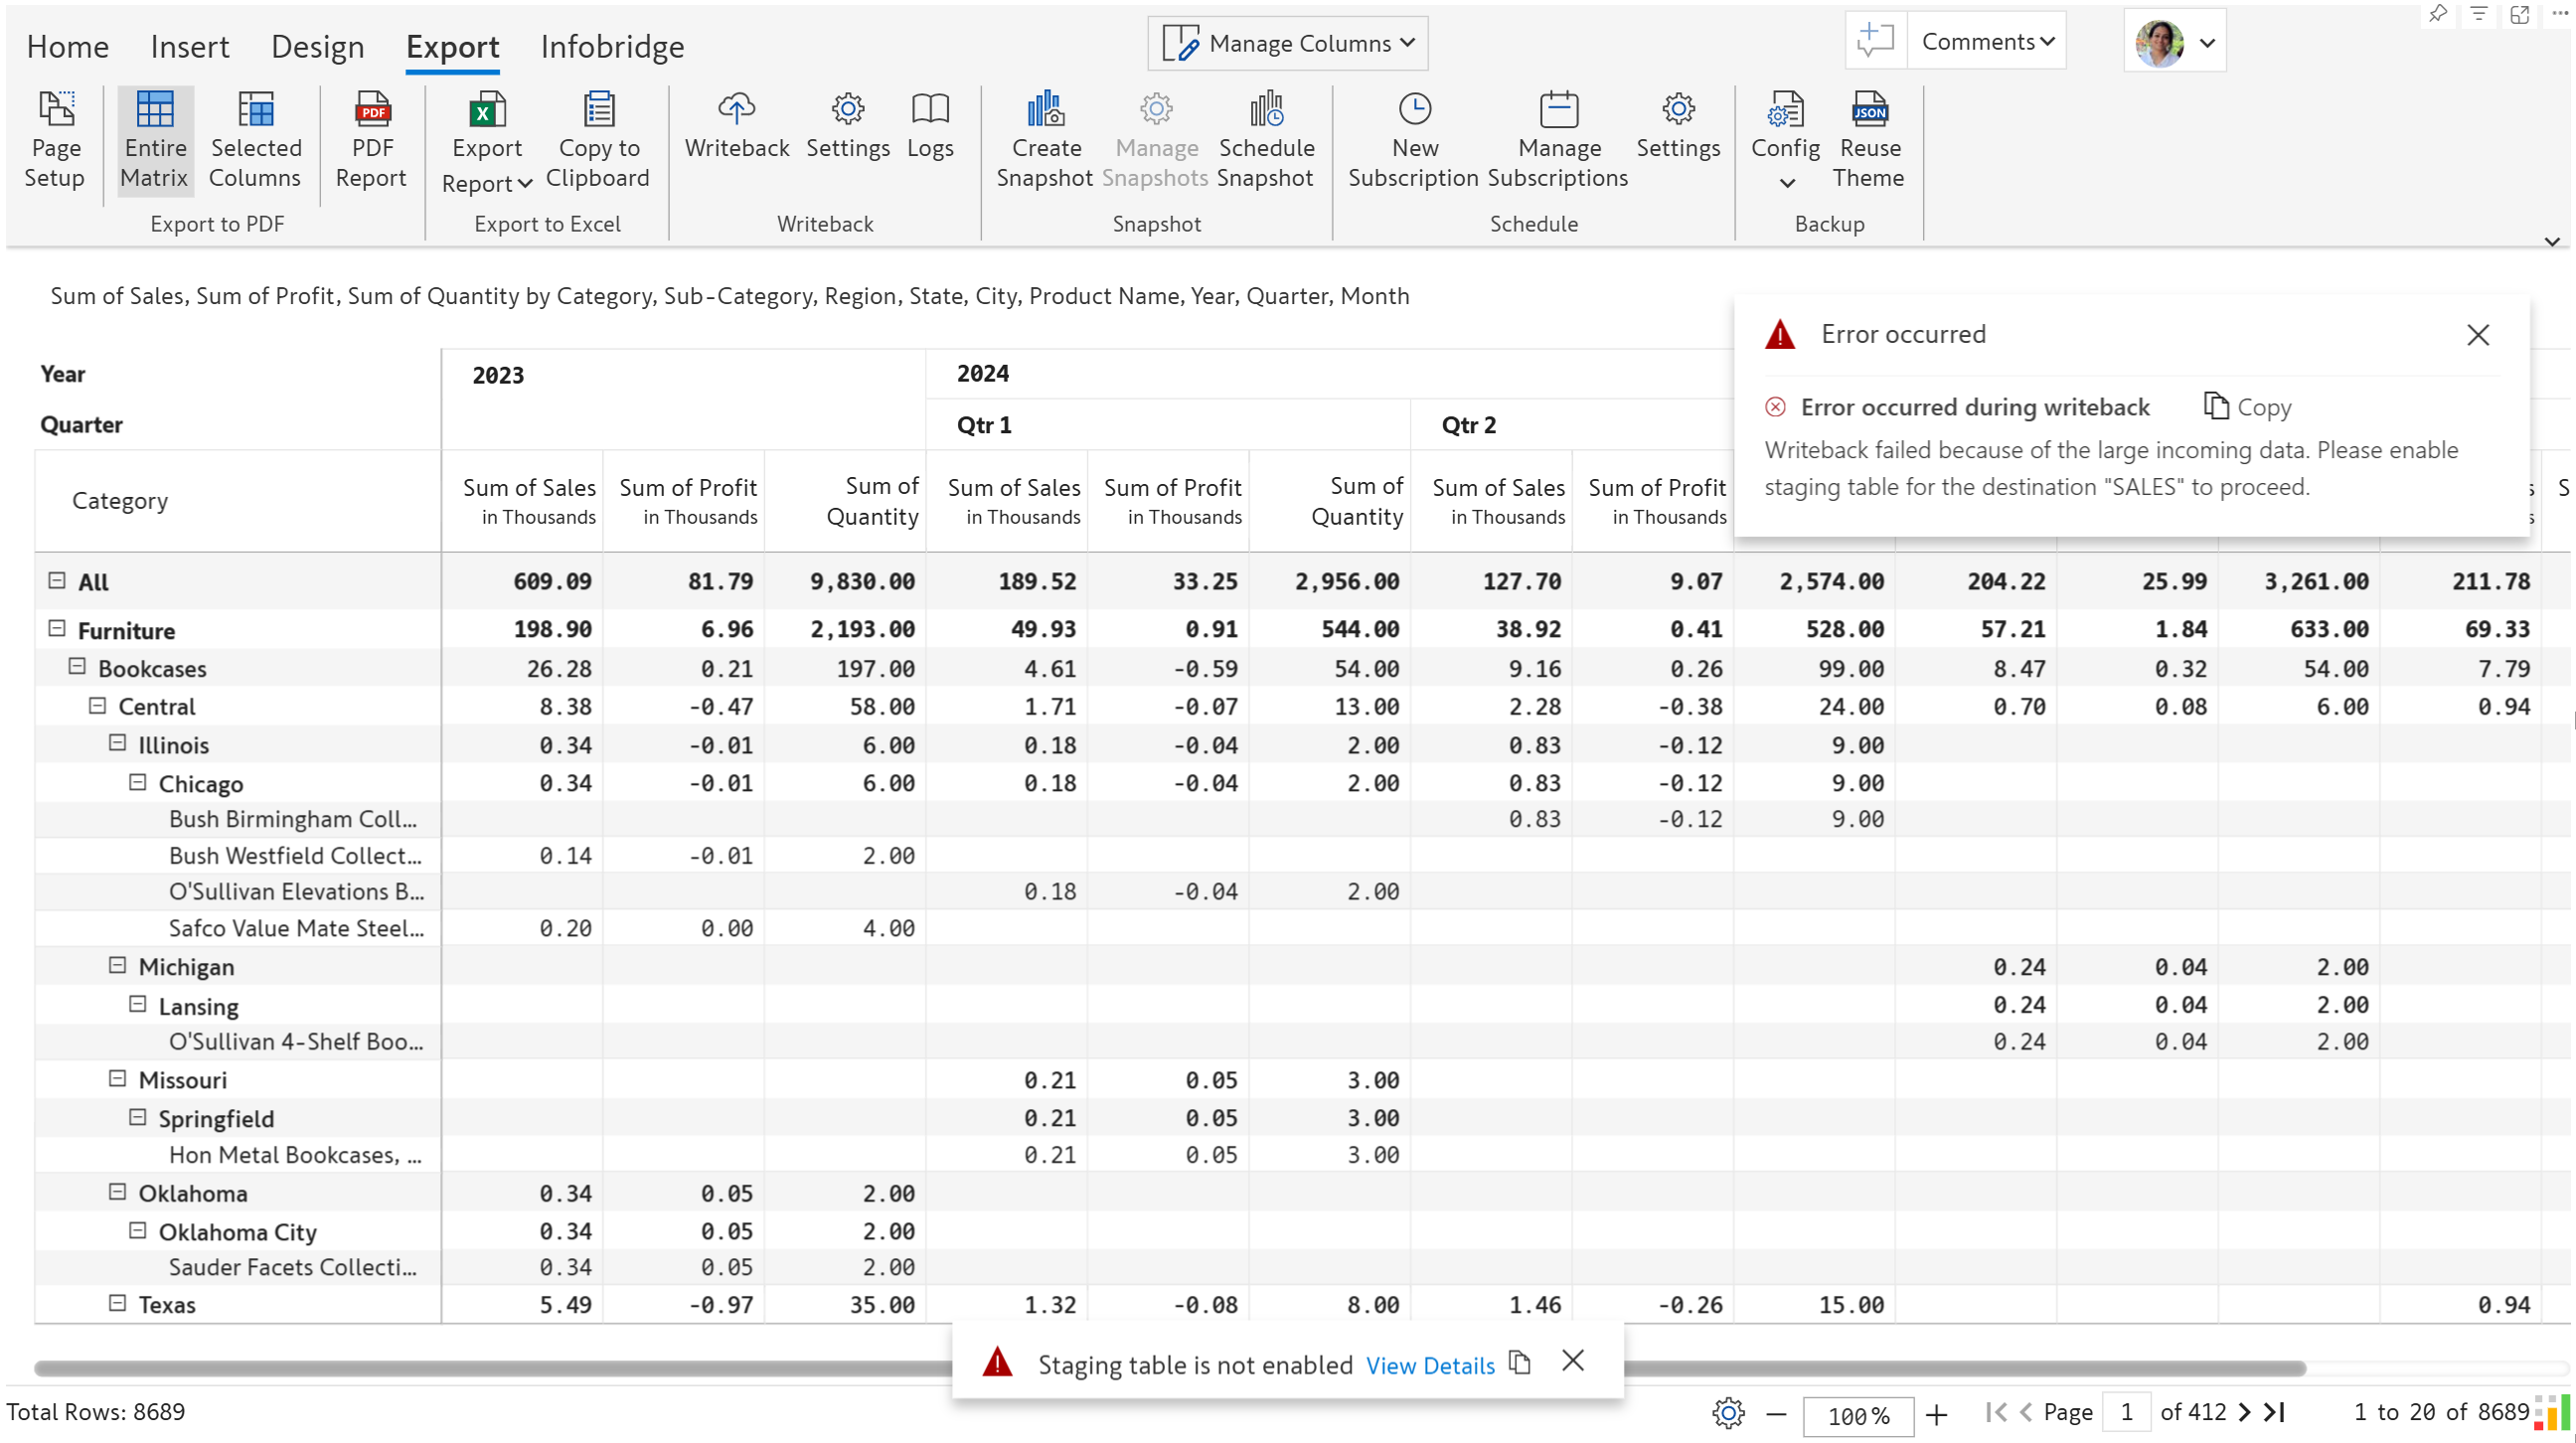 Home Insert Design Export Infobridge Manage Columns Comments
Page Setup Entire Matrix Selected Columns PDF Report Export Report Copy to Clipboard Writeback Settings Logs Create Snapshot Manage Snapshots Schedule Snapshot New Subscription Manage Subscriptions Settings Config Reuse Theme
PDF X JSON
Export to PDF Export to Excel Writeback Snapshot Schedule Backup
Sum of Sales, Sum of Profit, Sum of Quantity by Category, Sub-Category, Region, State, City, Product Name, Year, Quarter, Month
Error occurred
Error occurred during writeback Copy
Writeback failed because of the large incoming data. Please enable
staging table for the destination "SALES" to proceed.
Year 2023 2024
Quarter Qtr 1 Qtr 2
Category Sum of Sales in Thousands Sum of Profit in Thousands Sum of Quantity Sum of Sales in Thousands Sum of Profit in Thousands Sum of Quantity Sum of Sales in Thousands Sum of Profit in Thousands
All 609.09 81.79 9,830.00 189.52 33.25 2,956.00 127.70 9.07 2,574.00 204.22 25.99 3,261.00 211.78
Furniture 198.90 6.96 2,193.00 49.93 0.91 544.00 38.92 0.41 528.00 57.21 1.84 633.00 69.33
Bookcases 26.28 0.21 197.00 4.61 -0.59 54.00 9.16 0.26 99.00 8.47 0.32 54.00 7.79
Central 8.38 -0.47 58.00 1.71 -0.07 13.00 2.28 -0.38 24.00 0.70 0.08 6.00 0.94
Illinois 0.34 -0.01 6.00 0.18 -0.04 2.00 0.83 -0.12 9.00
Chicago 0.34 -0.01 6.00 0.18 -0.04 2.00 0.83 -0.12 9.00
Bush Birmingham Coll... 0.83 -0.12 9.00
Bush Westfield Collect... 0.14 -0.01 2.00
O'Sullivan Elevations B... 0.18 -0.04 2.00
Safco Value Mate Steel... 0.20 0.00 4.00
Michigan 0.24 0.04 2.00
Lansing 0.24 0.04 2.00
O'Sullivan 4-Shelf Boo... 0.24 0.04 2.00
Missouri 0.21 0.05 3.00
Springfield 0.21 0.05 3.00
Hon Metal Bookcases, ... 0.21 0.05 3.00
Oklahoma 0.34 0.05 2.00
Oklahoma City 0.34 0.05 2.00
Sauder Facets Collecti... 0.34 0.05 2.00
Texas 5.49 -0.97 35.00 1.32 -0.08 8.00 1.46 -0.26 15.00 0.94
Staging table is not enabled View Details
Total Rows: 8689 100% Page 1 of 412 1 to 20 of 8689